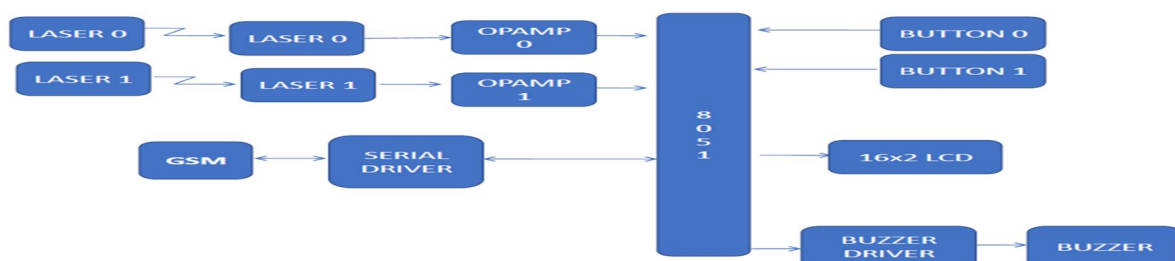 LASER 0
LASER 0
OPAMP
0
BUTTON 0
LASER 1
LASER 1
OPAMP
1
BUTTON 1
8
0
5
1
GSM
SERIAL
DRIVER
16x2 LCD
BUZZER
DRIVER
BUZZER